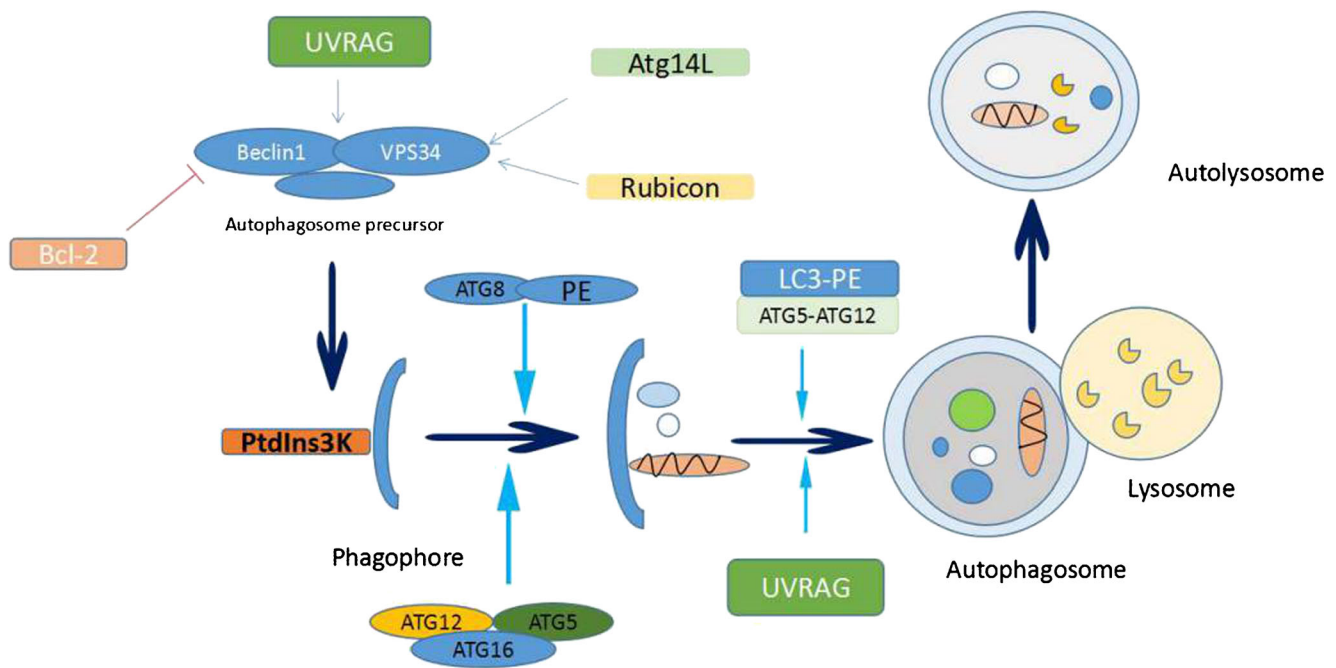 UVRAG
Atg14L
Beclin1
VPS34
Rubicon
Autophagosome precursor
Bcl-2
Autolysosome
ATG8
PE
LC3-PE
ATG5-ATG12
PtdIns3K
Lysosome
Phagophore
UVRAG
Autophagosome
ATG12
ATG5
ATG16